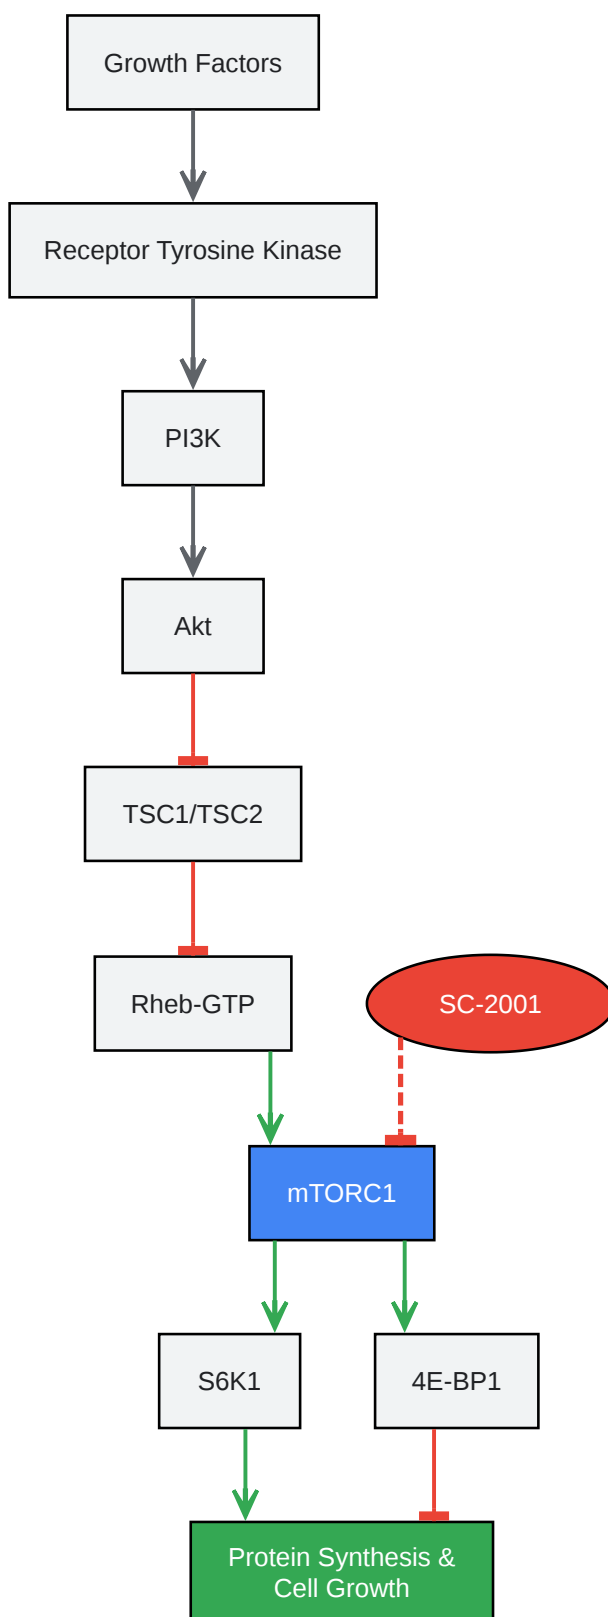 Growth Factors
Receptor Tyrosine Kinase
PI3K
Akt
TSC1/TSC2
Rheb-GTP
SC-2001
mTORC1
S6K1
4E-BP1
Protein Synthesis &
Cell Growth